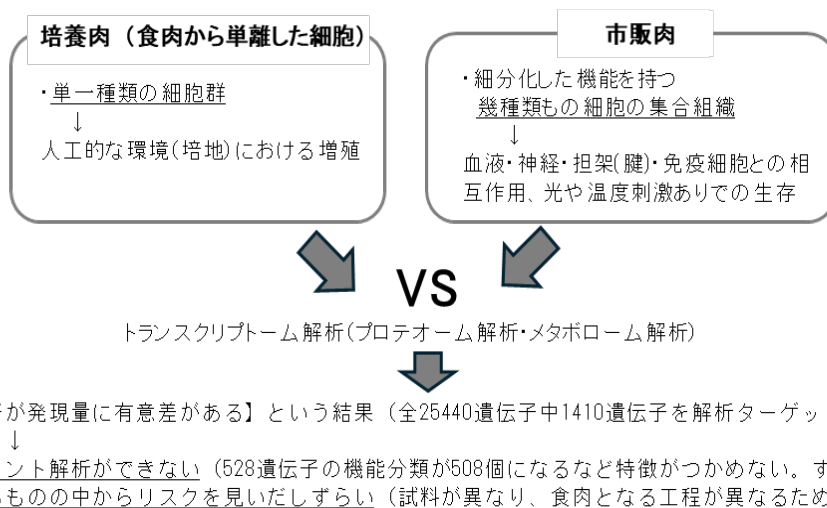 培養肉（食肉から単離した細胞）
・単一種類の細胞群
↓
人工的な環境(培地)における増殖
市販肉
・細分化した機能を持つ
幾種類もの細胞の集合組織
↓
血液・神経・担架(腱)・免疫細胞との相
互作用、光や温度刺激ありでの生存
VS
トランスクリプトーム解析(プロテオーム解析・メタボローム解析)
が発現量に有意差がある】という結果（全25440遺伝子中1410遺伝子を解析ターゲッ
↓
ント解析ができない（528遺伝子の機能分類が508個になるなど特徴がつかめない。す
ものの中からリスクを見いだしずらい（試料が異なり、食肉となる工程が異なるため